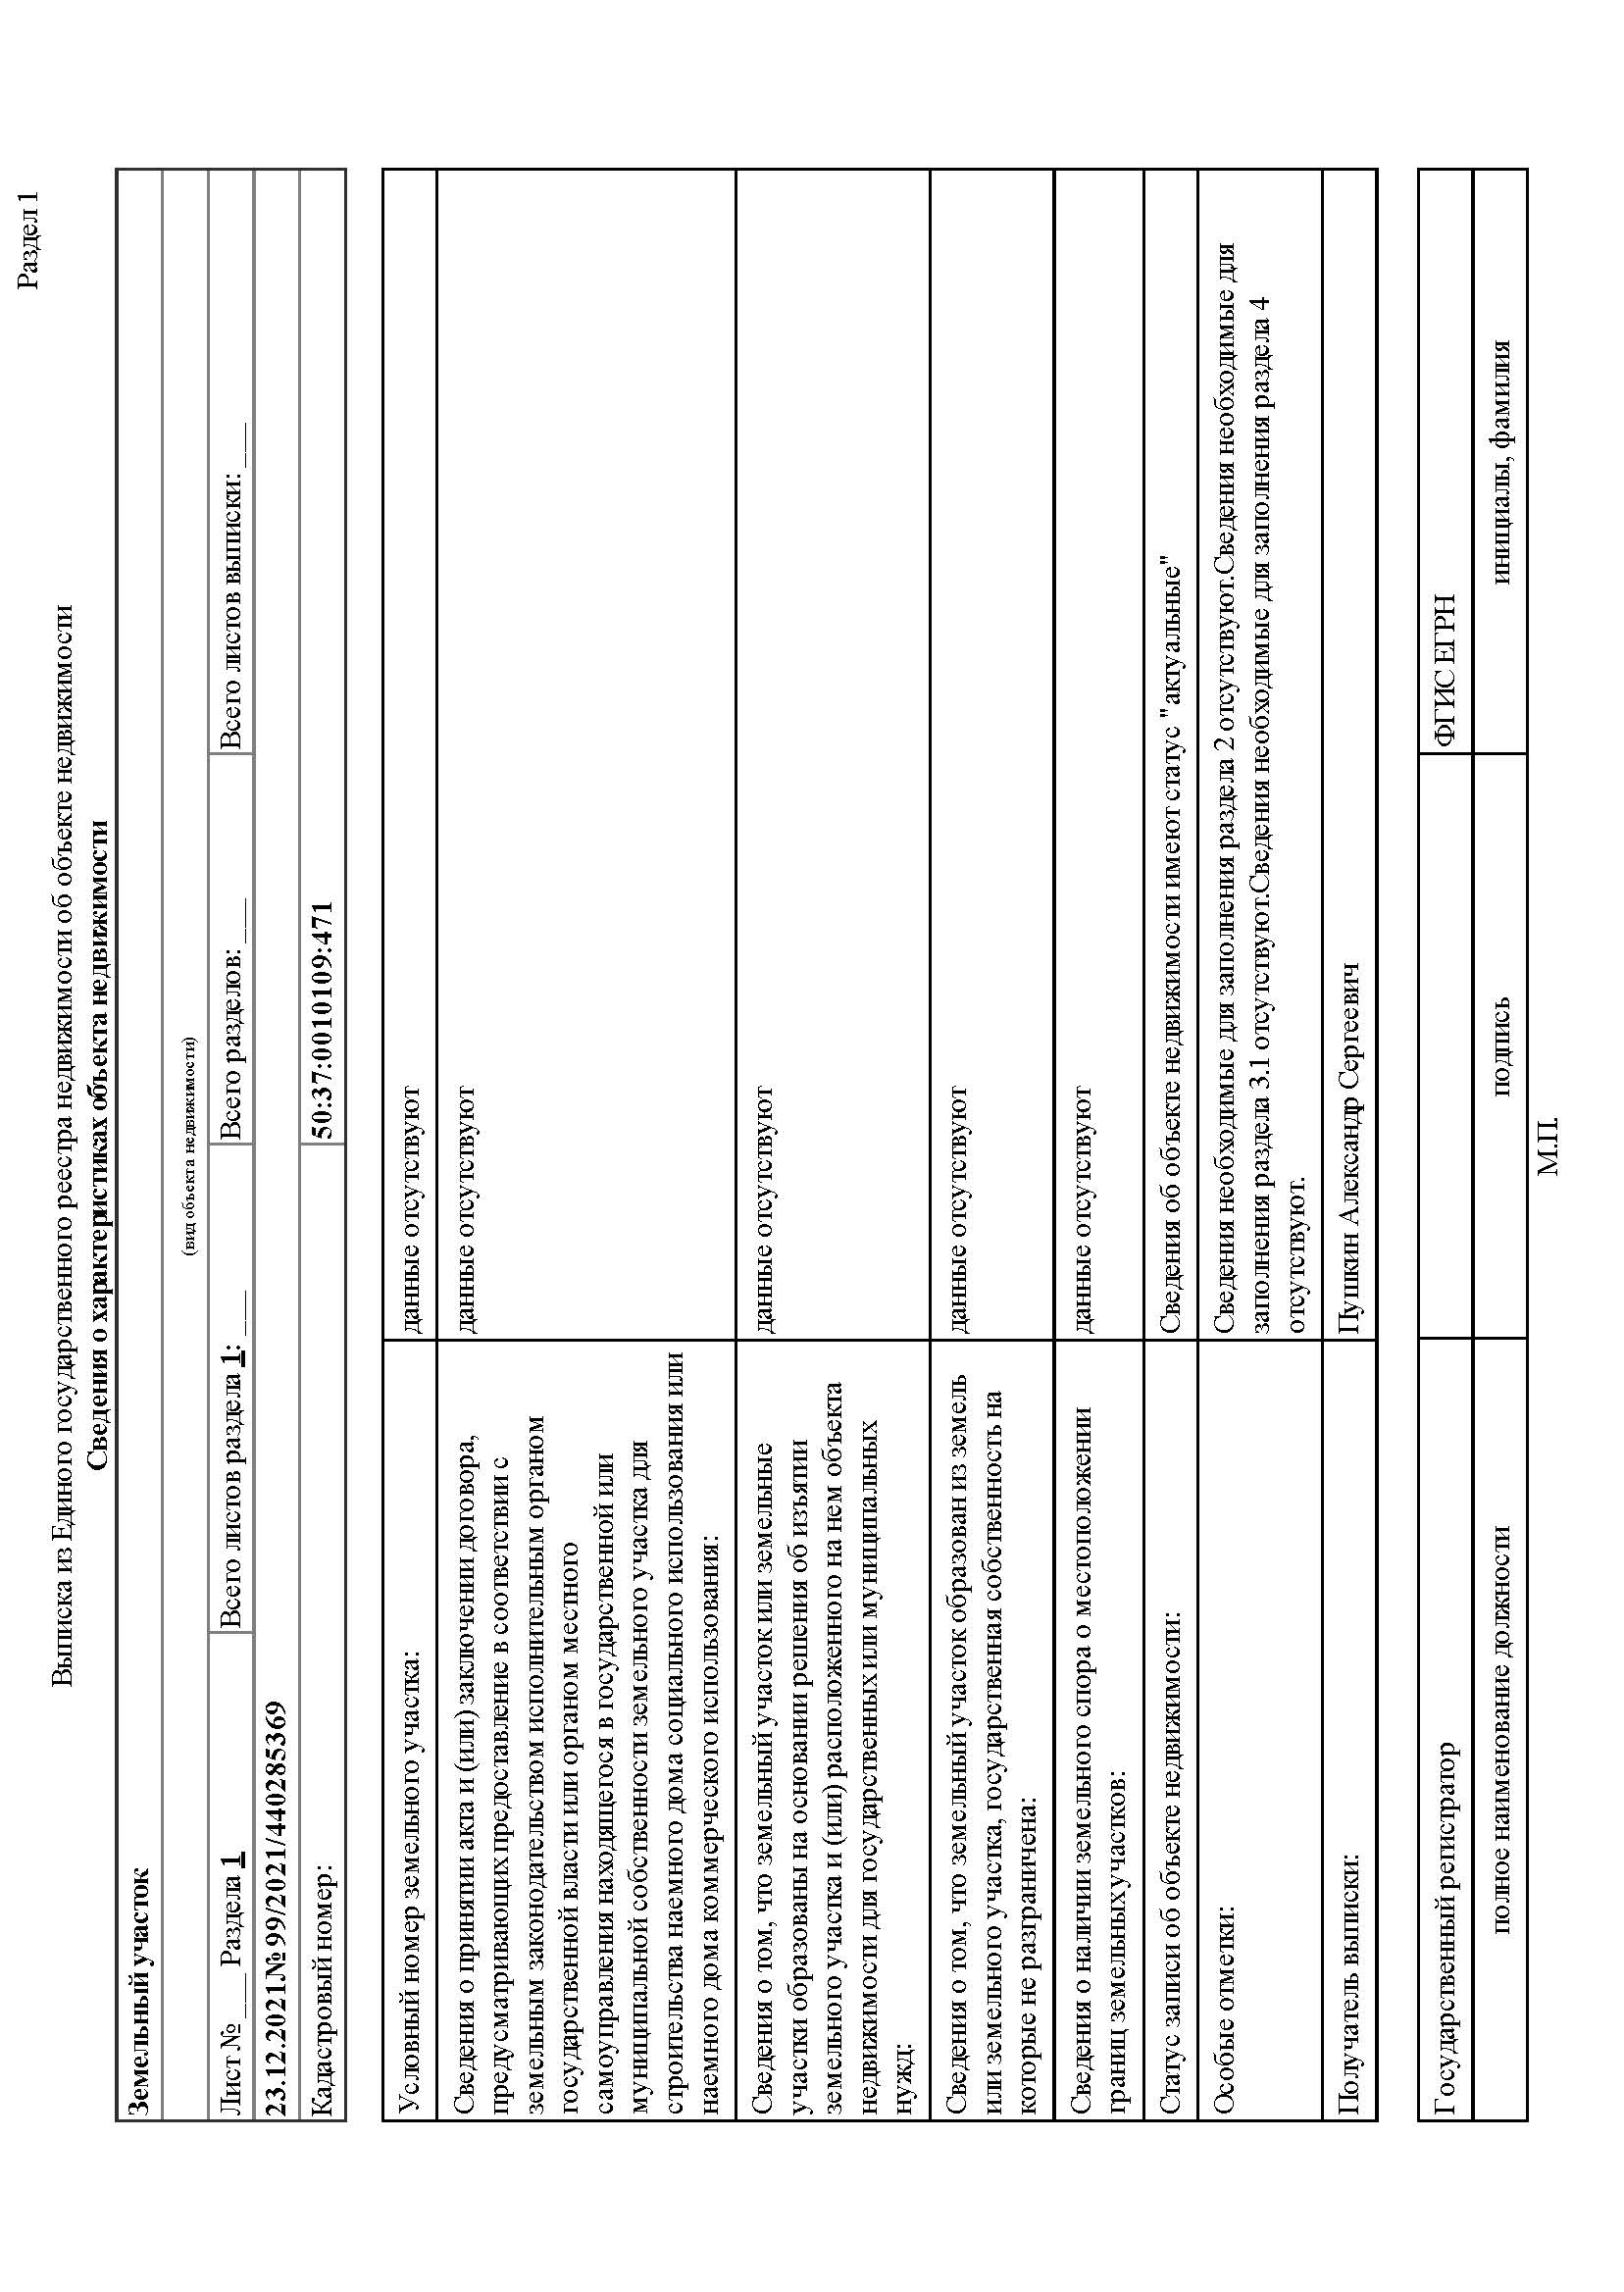 Раздел 1
Выписка из Единого государственного реестра недвижимости об объекте недвижимости
Сведения о характеристиках объекта недвижимости
Земельный участок
(вид объекта недвижимости)
Лист № ___ Раздела 1 Всего листов раздела 1: ___ Всего разделов: ___ Всего листов выписки: ___
23.12.2021№99/2021/440285369
Кадастровый номер: 50:37:0010109:471
Условный номер земельного участка: данные отсутствуют
Сведения о принятии акта и (или) заключении договора, данные отсутствуют
предусматривающих предоставление в соответствии с
земельным законодательством исполнительным органом
государственной власти или органом местного
самоуправления находящегося в государственной или
муниципальной собственности земельного участка для
строительства наемного дома социального использования или
наемного дома коммерческого использования:
Сведения о том, что земельный участок или земельные данные отсутствуют
участки образованы на основании решения об изъятии
земельного участка и (или) расположенного на нем объекта
недвижимости для государственных или муниципальных
нужд:
Сведения о том, что земельный участок образован из земель данные отсутствуют
или земельного участка, государственная собственность на
которые не разграничена:
Сведения о наличии земельного спора о местоположении данные отсутствуют
границ земельных участков:
Статус записи об объекте недвижимости: Сведения об объекте недвижимости имеют статус "актуальные"
Особые отметки: Сведения необходимые для заполнения раздела 2 отсутствуют.Сведения необходимые для
заполнения раздела 3.1 отсутствуют.Сведения необходимые для заполнения раздела 4
отсутствуют.
Получатель выписки: Пушкин Александр Сергеевич
Государственный регистратор ФГИС ЕГРН
полное наименование должности подпись инициалы, фамилия
М.П.